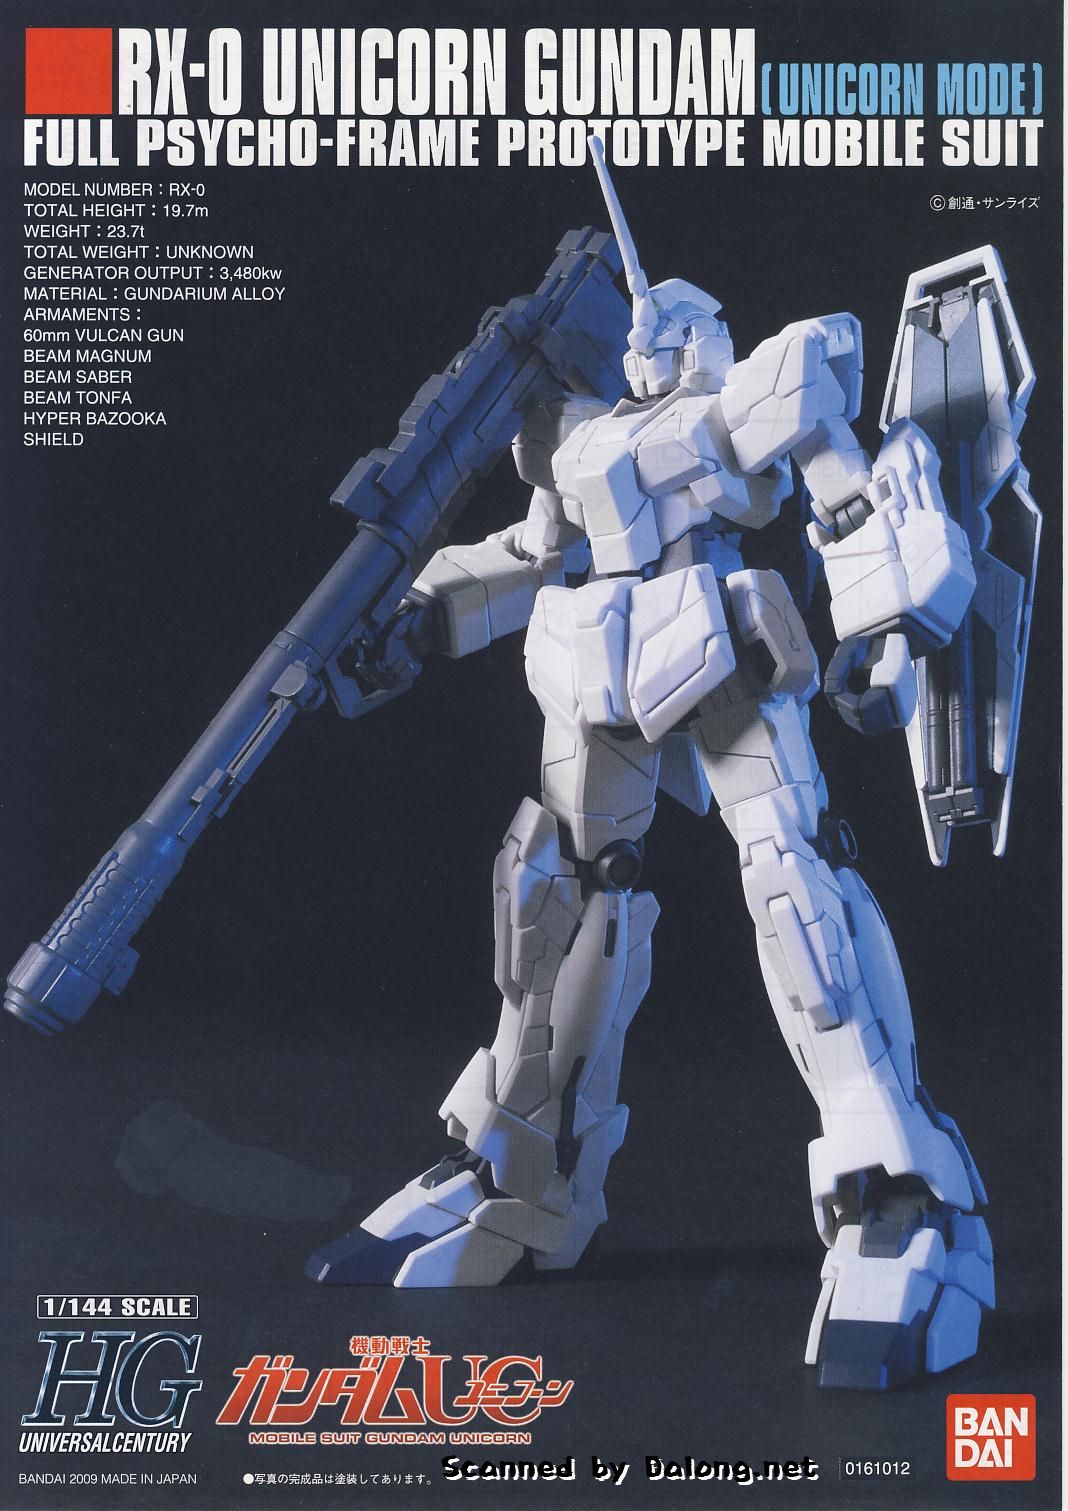 RX-0 UNICORN GUNDAM [UNICORN MODE]
FULL PSYCHO-FRAME PROTOTYPE MOBILE SUIT
MODEL NUMBER：RX-0
TOTAL HEIGHT：19.7m
WEIGHT：23.7t
TOTAL WEIGHT：UNKNOWN
GENERATOR OUTPUT：3,480kw
MATERIAL：GUNDARIUM ALLOY
ARMAMENTS：
60mm VULCAN GUN
BEAM MAGNUM
BEAM SABER
BEAM TONFA
HYPER BAZOOKA
SHIELD
©創通・サンライズ
1/144 SCALE
HG
UNIVERSAL CENTURY
機動戦士
ガンダムUC
ユニコーン
MOBILE SUIT GUNDAM UNICORN
BAN
DAI
BANDAI 2009 MADE IN JAPAN
●写真の完成品は塗装してあります。
Scanned by Dalong.net
0161012